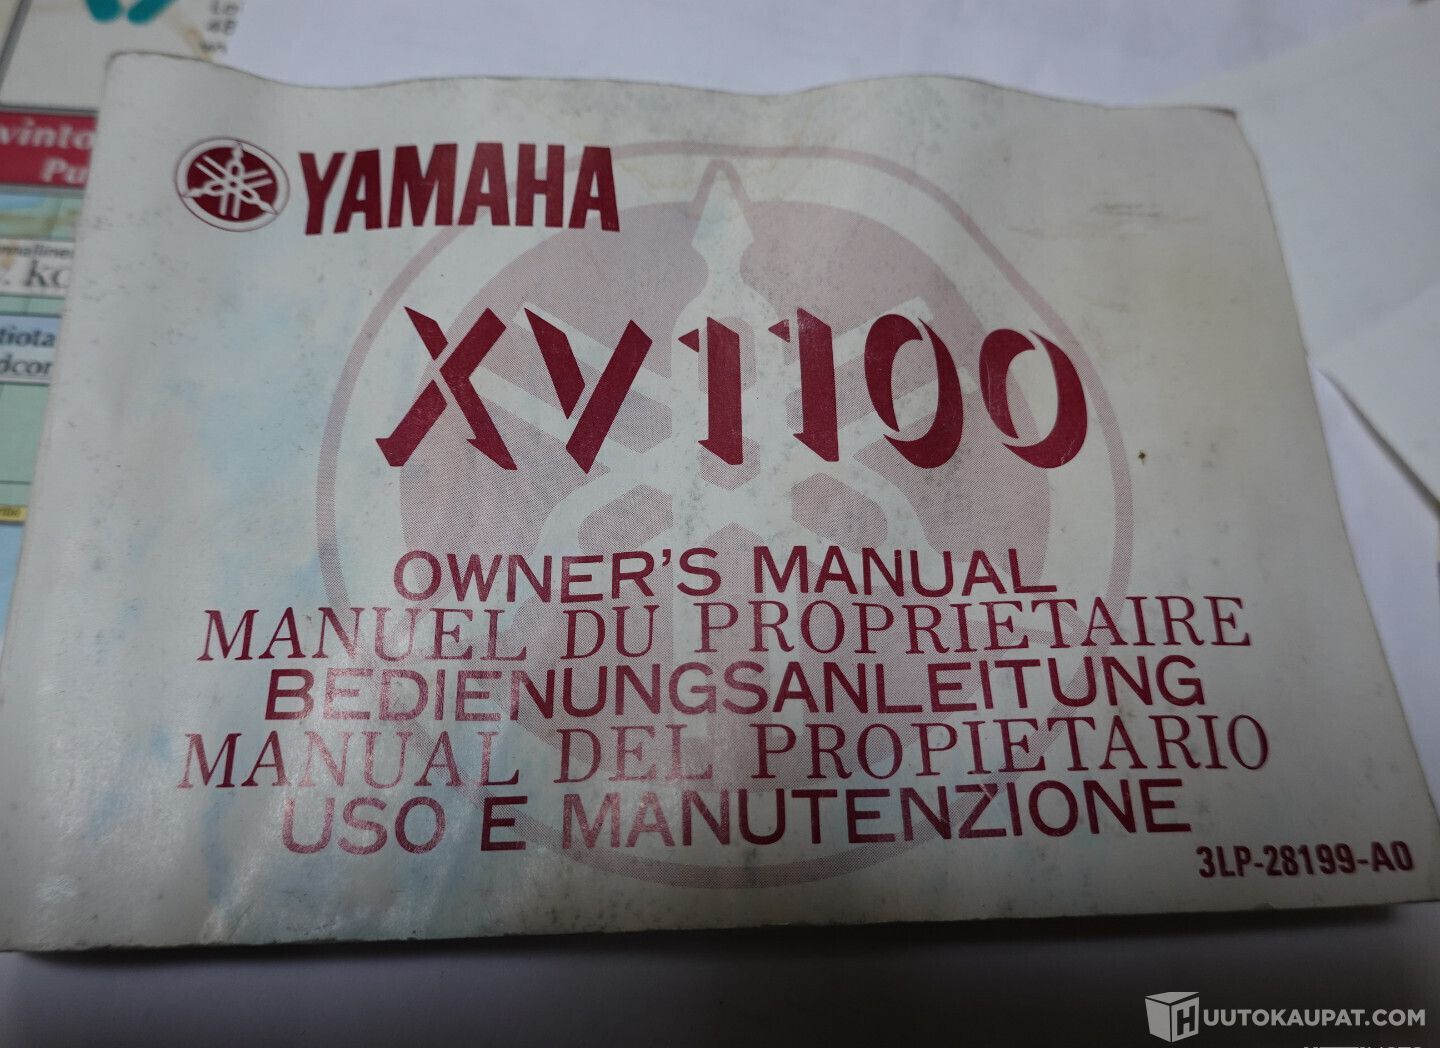 YAMAHA
XV1100
OWNER'S MANUAL
MANUEL DU PROPRIETAIRE
BEDIENUNGSANLEITUNG
MANUAL DEL PROPIETARIO
USO E MANUTENZIONE
3LP-28199-A0
HUUTOKAUPAT.COM